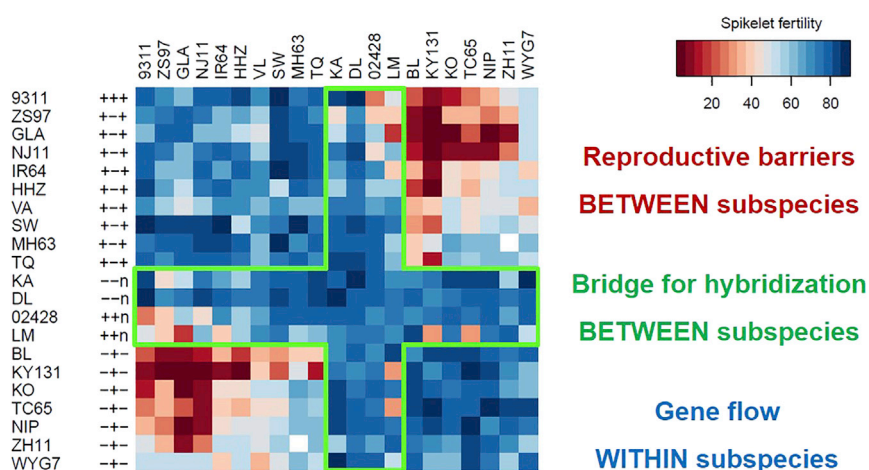 Spikelet fertility
20 40 60 80
9311 ZS97 GLA NJ11 IR64 HHZ VL SW MH63 TQ KA DL 02428 LM BL KY131 KO TC65 NIP ZH11 WYG7
9311 +++
ZS97 +−+
GLA +−+
NJ11 +−+
IR64 +−+
HHZ +−+
VA +−+
SW +−+
MH63 +−+
TQ +−+
KA −−n
DL −−n
02428 ++n
LM ++n
BL −+−
KY131 −+−
KO −+−
TC65 −+−
NIP −+−
ZH11 −+−
WYG7 −+−
Reproductive barriers
BETWEEN subspecies
Bridge for hybridization
BETWEEN subspecies
Gene flow
WITHIN subspecies